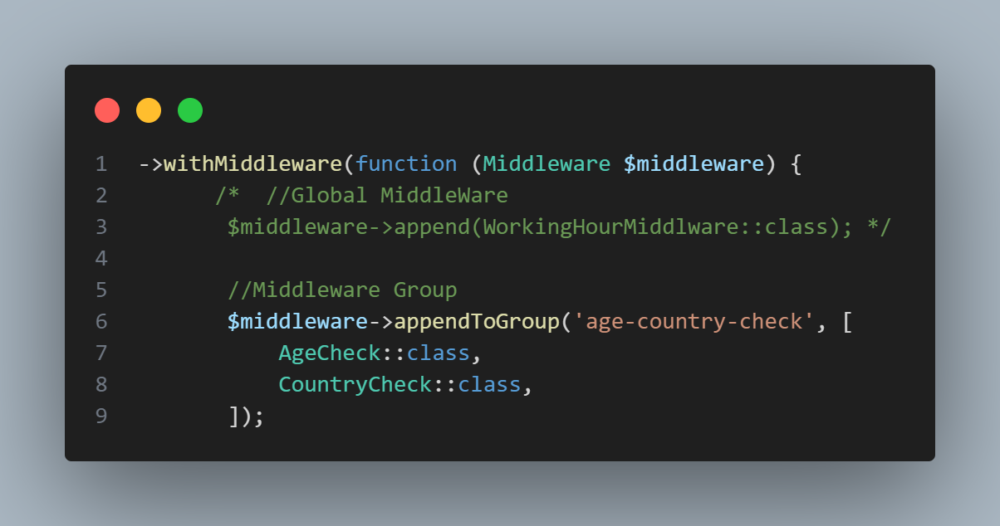 1 ->withMiddleware(function (Middleware $middleware) {
2 /*  //Global MiddleWare
3 $middleware->append(WorkingHourMiddlware::class); */
4
5 //Middleware Group
6 $middleware->appendToGroup('age-country-check', [
7 AgeCheck::class,
8 CountryCheck::class,
9 ]);